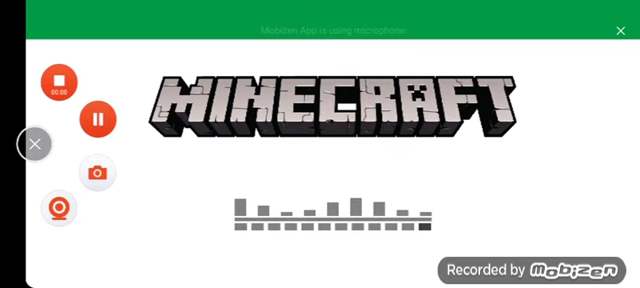 Mobizen App is using microphone
MINECRAFT
00:00
Recorded by Mobizen